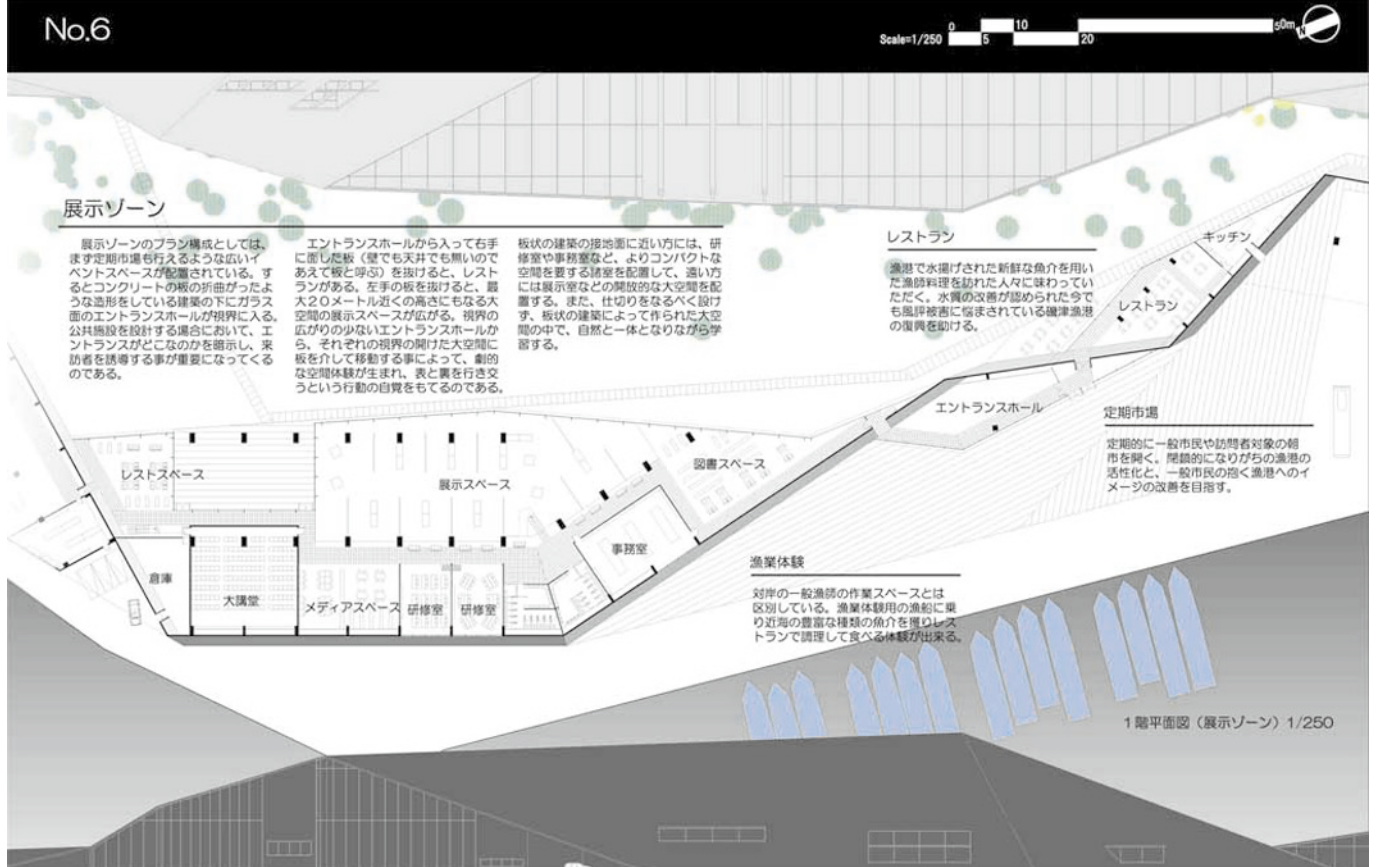 No.6
Scale=1/250
0
10
50m
5
20
N
展示ゾーン
展示ゾーンのプラン構成としては、
まず定期市場も行えるような広いイ
ベントスペースが配置されている。す
るとコンクリートの板の折曲がったよ
うな造形をしている建築の下にガラス
面のエントランスホールが視界に入る。
公共施設を設計する場合において、エ
ントランスがどこなのかを暗示し、来
訪者を誘導する事が重要になってくる
のである。
エントランスホールから入って右手
に面した板（壁でも天井でも無いので
あえて板と呼ぶ）を抜けると、レスト
ランがある、左手の板を抜けると、最
大20メートル近くの高さにもなる大
空間の展示スペースが広がる。視界の
広がりの少ないエントランスホールか
ら、それぞれの視界の開けた大空間に
板を介して移動する事によって、劇的
な空間体験が生まれ、表と裏を行き交
うという行動の自覚をもてるのである。
板状の建築の接地面に近い方には、研
修室や事務室など、よりコンパクトな
空間を要する諸室を配置して、遠い方
には展示室などの開放的な大空間を配
置する。また、仕切りをなるべく設け
ず、板状の建築によって作られた大空
間の中で、自然と一体となりながら学
習する。
レストラン
漁港で水揚げされた新鮮な魚介を用い
た漁師料理を訪れた人々に味わってい
ただく。水質の改善が認められた今で
も風評被害に悩まされている磯津漁港
の復興を助ける。
キッチン
レストラン
エントランスホール
定期市場
定期的に一般市民や訪問者対象の朝
市を開く。閉鎖的になりがちの漁港の
活性化と、一般市民の抱く漁港へのイ
メージの改善を目指す。
レストスペース
展示スペース
図書スペース
事務室
倉庫
大講堂
メディアスペース
研修室
研修室
漁業体験
対岸の一般漁師の作業スペースとは
区別している。漁業体験用の漁船に乗
り近海の豊富な種類の魚介を獲りレス
トランで調理して食べる体験が出来る。
1階平面図（展示ゾーン）1/250